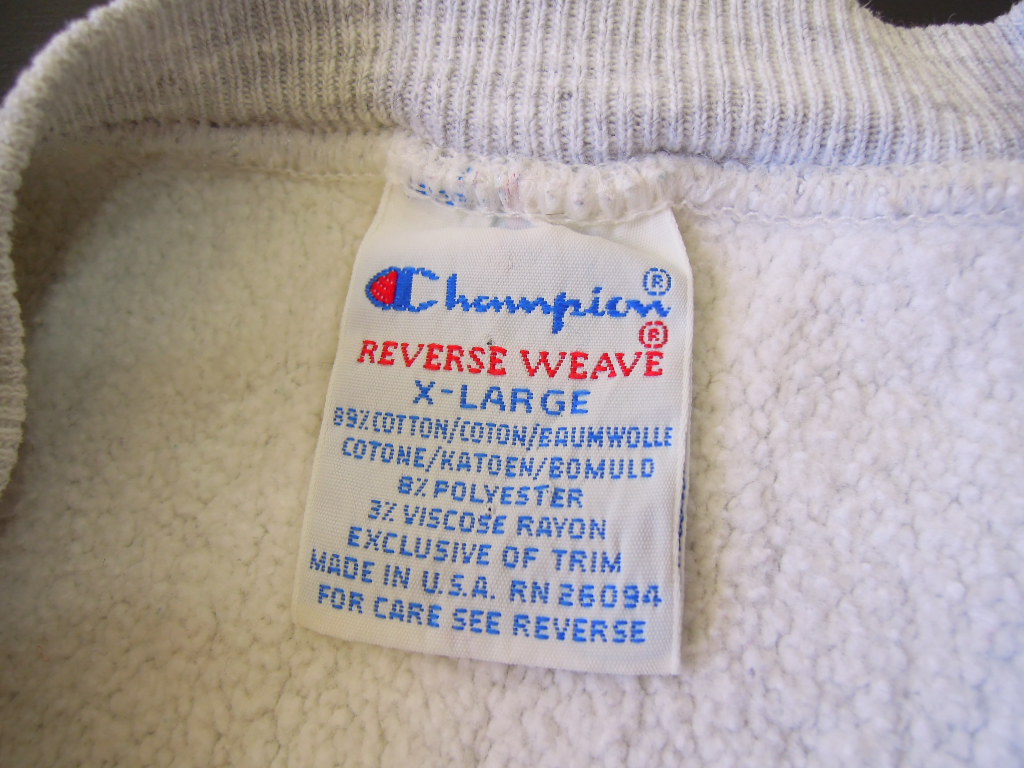 Champion®
REVERSE WEAVE®
X-LARGE
89% COTTON/COTON/BAUMWOLLE
COTONE/KATOEN/BOMULD
8% POLYESTER
3% VISCOSE RAYON
EXCLUSIVE OF TRIM
MADE IN U.S.A. RN 26094
FOR CARE SEE REVERSE